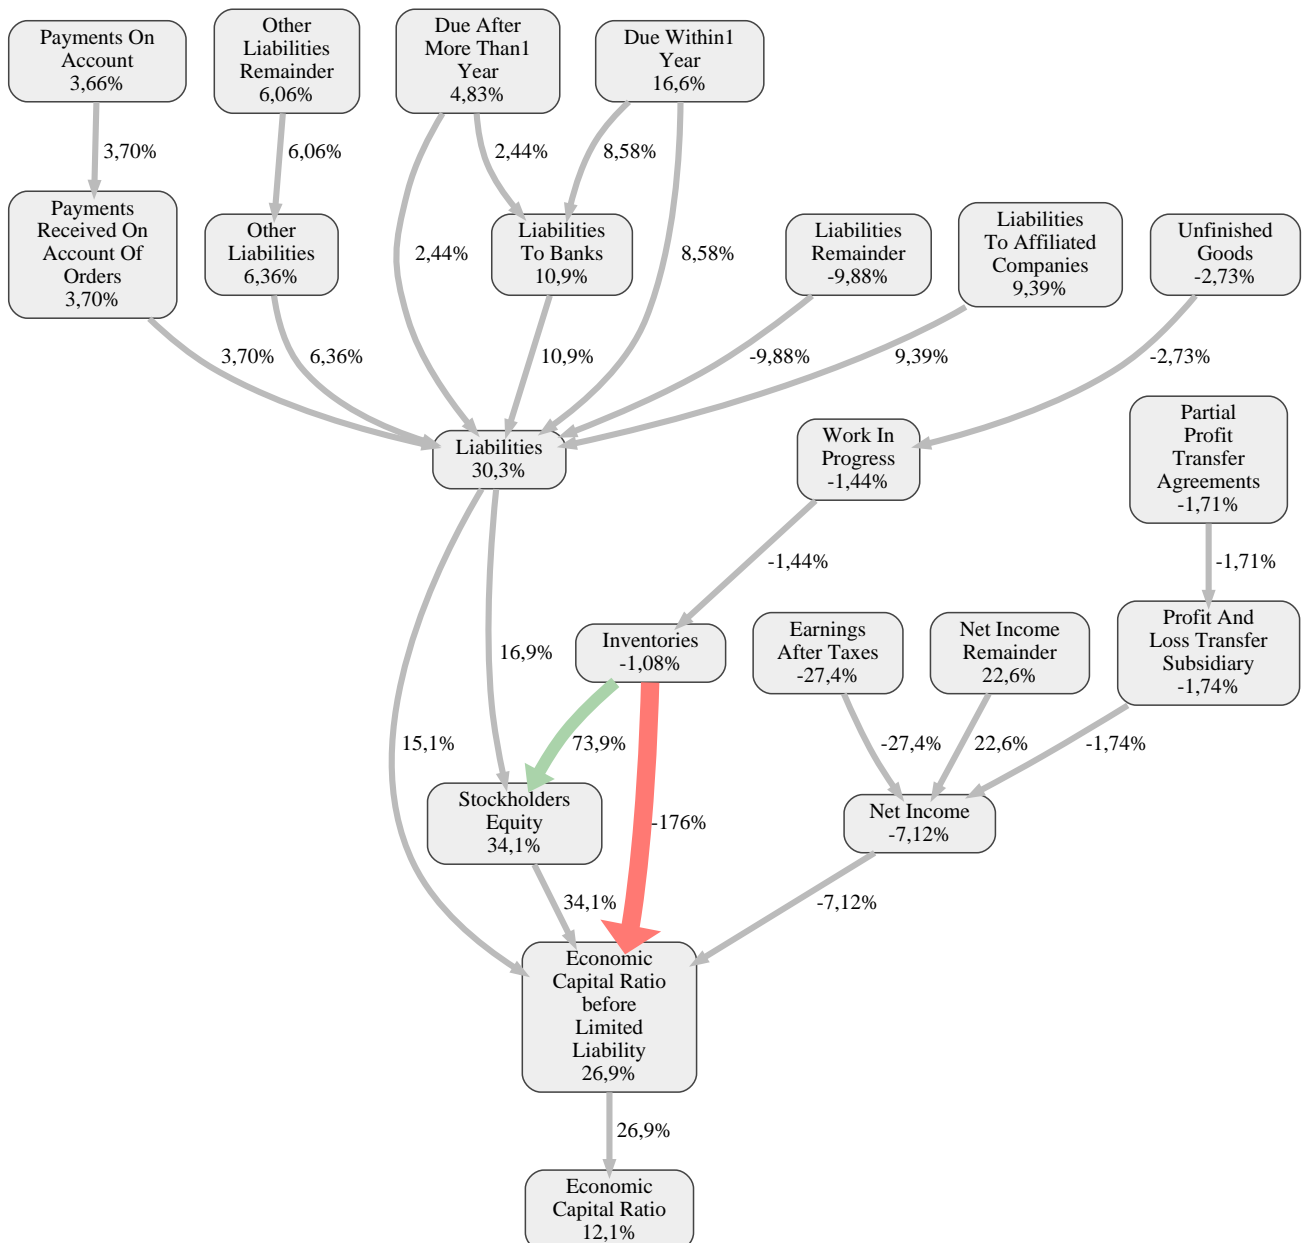 Payments On
Account
3,66%
Other
Liabilities
Remainder
6,06%
Due After
More Than1
Year
4,83%
Due Within1
Year
16,6%
3,70%
6,06%
2,44%
8,58%
Payments
Received On
Account Of
Orders
3,70%
Other
Liabilities
6,36%
2,44%
Liabilities
To Banks
10,9%
8,58%
Liabilities
Remainder
-9,88%
Liabilities
To Affiliated
Companies
9,39%
Unfinished
Goods
-2,73%
3,70%
6,36%
10,9%
-9,88%
9,39%
-2,73%
Liabilities
30,3%
Work In
Progress
-1,44%
Partial
Profit
Transfer
Agreements
-1,71%
-1,44%
-1,71%
16,9%
Inventories
-1,08%
Earnings
After Taxes
-27,4%
Net Income
Remainder
22,6%
Profit And
Loss Transfer
Subsidiary
-1,74%
15,1%
73,9%
-27,4%
22,6%
-1,74%
Stockholders
Equity
34,1%
-176%
Net Income
-7,12%
34,1%
-7,12%
Economic
Capital Ratio
before
Limited
Liability
26,9%
26,9%
Economic
Capital Ratio
12,1%